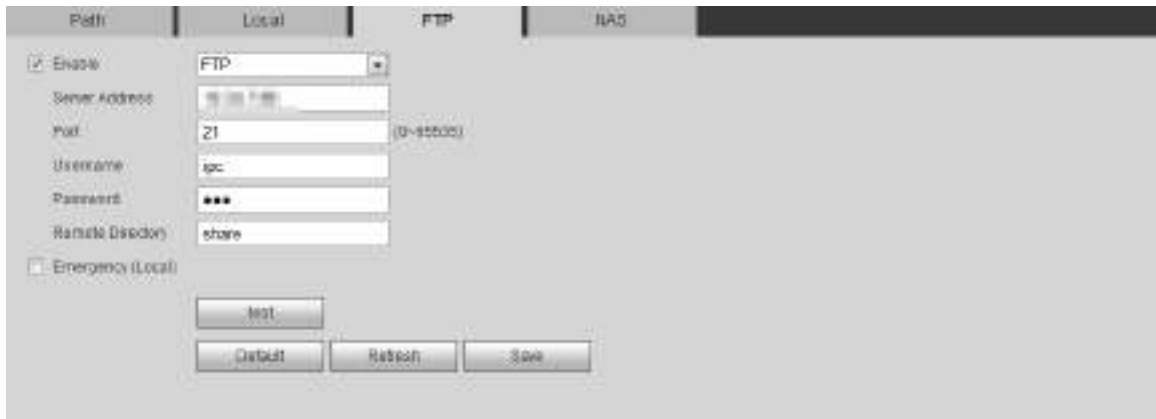 Path Local FTP NAS
Enable FTP
Server Address
Port 21 (0~65535)
Username ipc
Password ●●●
Remote Directory share
Emergency (Local)
test
Default Refresh Save